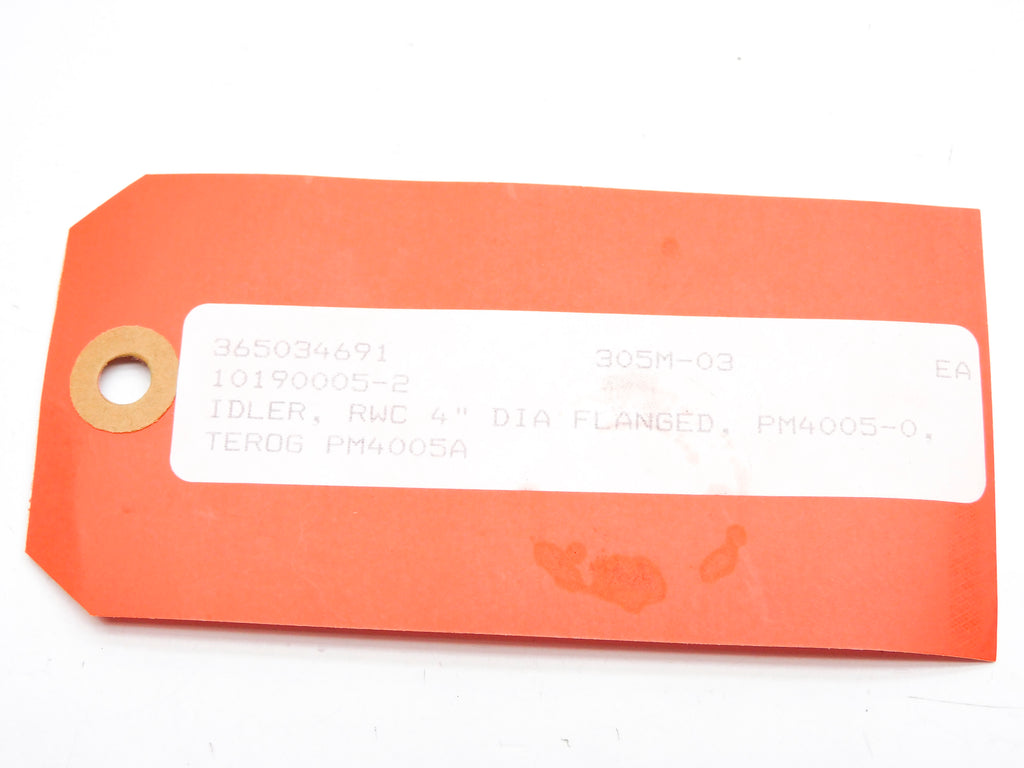 365034691 305M-03 EA
10190005-2
IDLER, RWC 4" DIA FLANGED, PM4005-0,
TEROG PM4005A